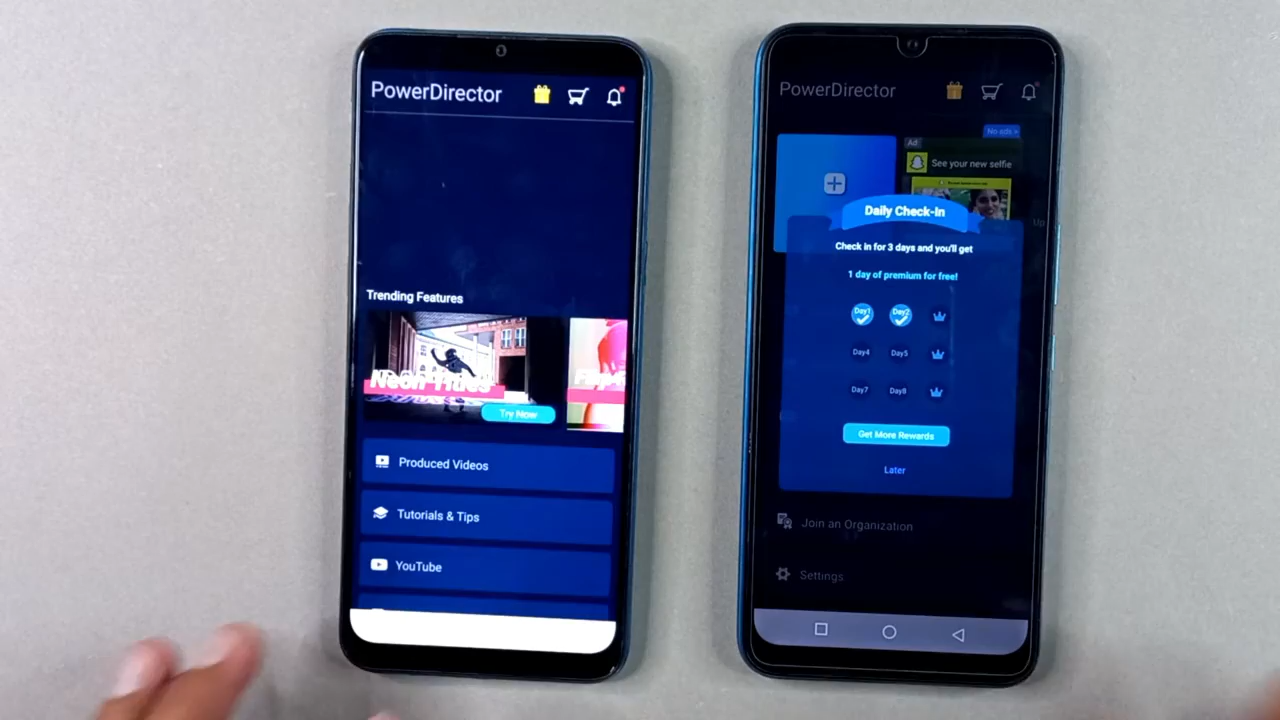 PowerDirector
Trending Features
Neon Titles
Try Now
Produced Videos
Tutorials & Tips
YouTube
PowerDirector
No ads
Ad
See your new selfie
Up
Daily Check-In
Check in for 3 days and you'll get
1 day of premium for free!
Day1 Day2
Day4 Day5
Day7 Day8
Get More Rewards
Later
Join an Organization
Settings